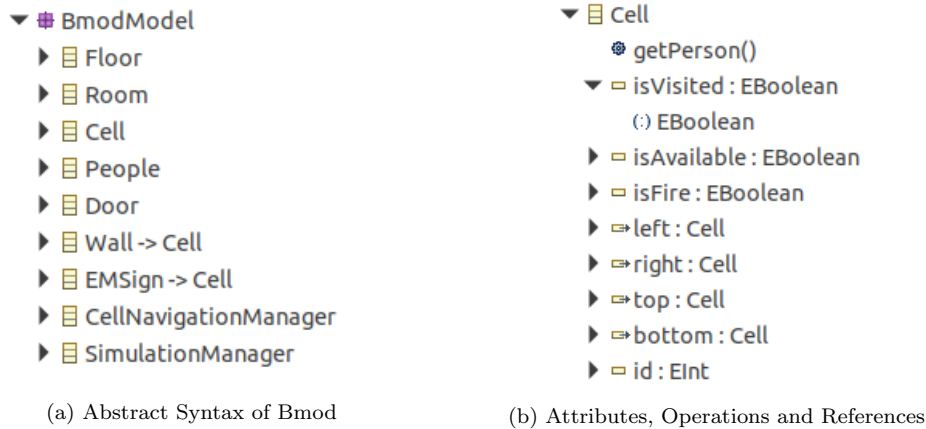 BmodModel
Floor
Room
Cell
People
Door
Wall -> Cell
EMSign -> Cell
CellNavigationManager
SimulationManager
(a) Abstract Syntax of Bmod
Cell
getPerson()
isVisited : EBoolean
(:) EBoolean
isAvailable : EBoolean
isFire : EBoolean
left : Cell
right : Cell
top : Cell
bottom : Cell
id : EInt
(b) Attributes, Operations and References